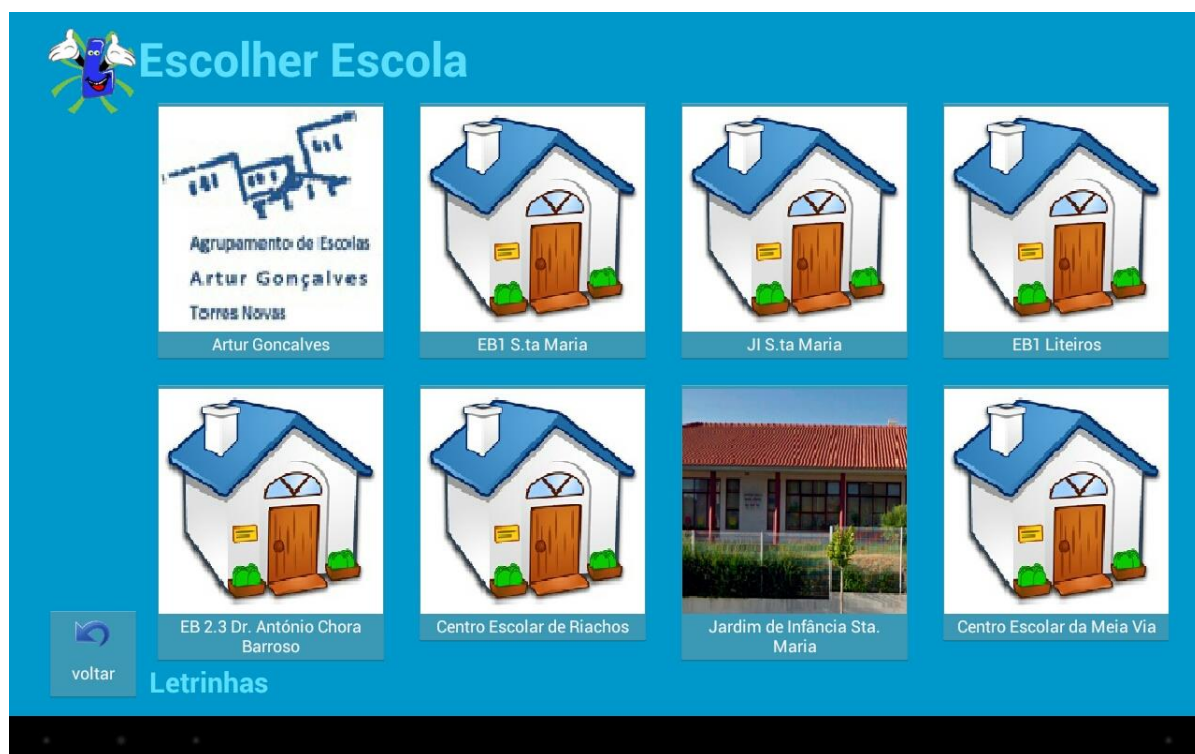 Escolher Escola
Agrupamento de Escolas
Artur Gonçalves
Torres Novas
Artur Goncalves
EB1 S.ta Maria
JI S.ta Maria
EB1 Liteiros
EB 2.3 Dr. António Chora
Barroso
Centro Escolar de Riachos
Jardim de Infância Sta.
Maria
Centro Escolar da Meia Via
voltar
Letrinhas